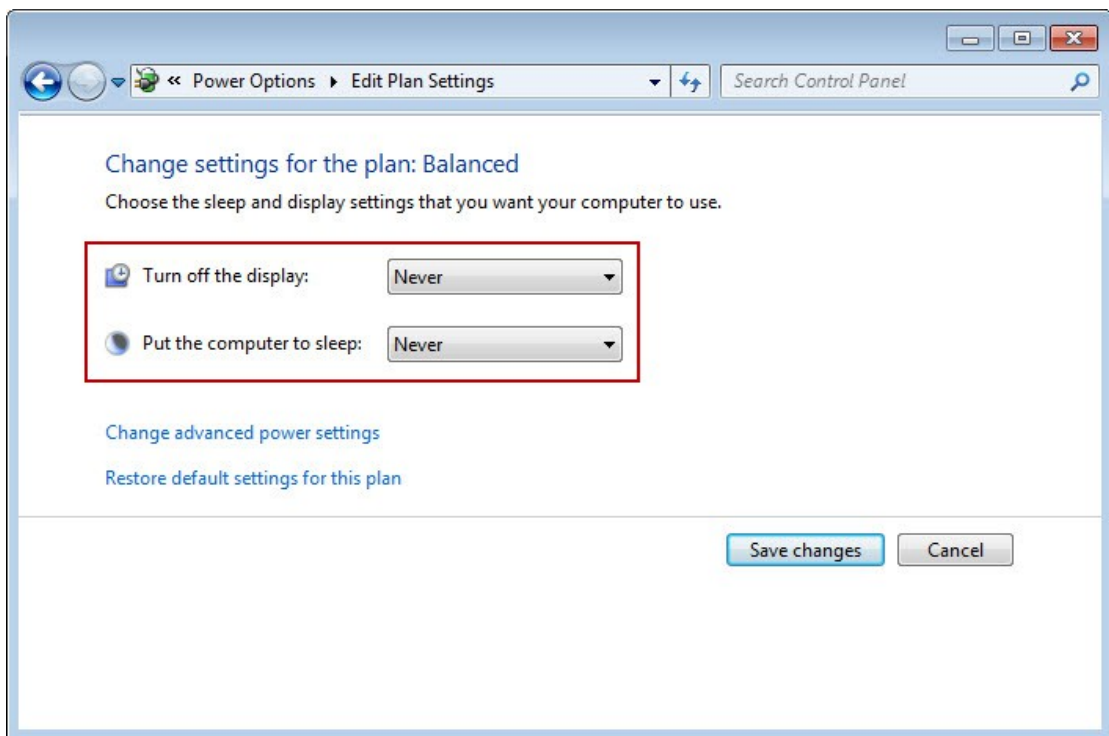 « Power Options ▸ Edit Plan Settings
Search Control Panel
Change settings for the plan: Balanced
Choose the sleep and display settings that you want your computer to use.
Turn off the display: Never
Put the computer to sleep: Never
Change advanced power settings
Restore default settings for this plan
Save changes Cancel